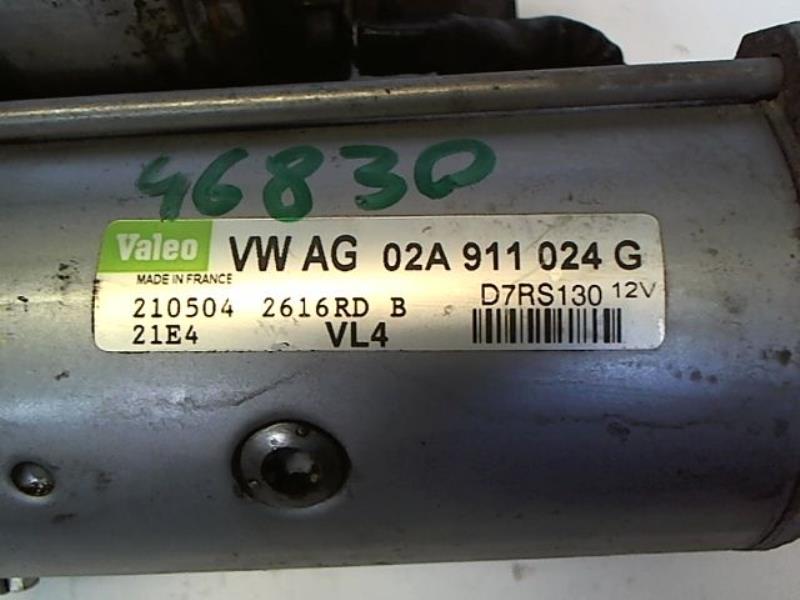 46830
Valeo VW AG 02A 911 024 G
MADE IN FRANCE
210504 2616RD B D7RS130 12V
21E4 VL4